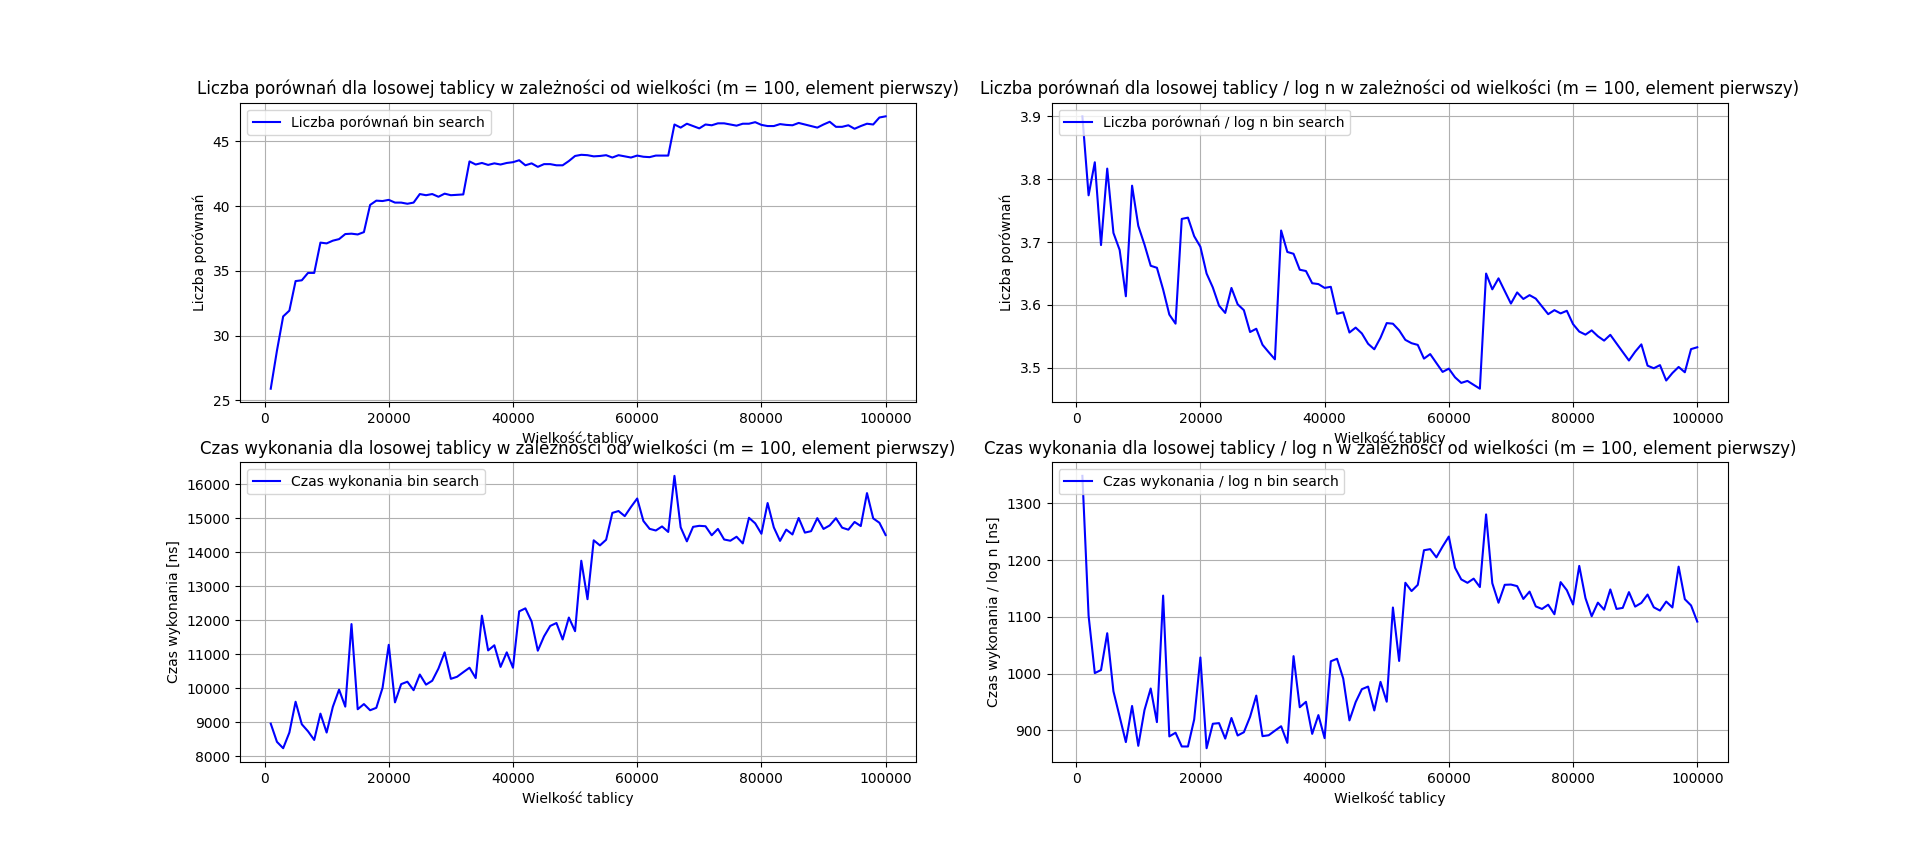 Liczba porównań dla losowej tablicy w zależności od wielkości (m = 100, element pierwszy)
Liczba porównań bin search
Liczba porównań
45
40
35
30
25
0 20000 40000 60000 80000 100000
Wielkość tablicy
Liczba porównań dla losowej tablicy / log n w zależności od wielkości (m = 100, element pierwszy)
Liczba porównań / log n bin search
Liczba porównań
3.9
3.8
3.7
3.6
3.5
0 20000 40000 60000 80000 100000
Wielkość tablicy
Czas wykonania dla losowej tablicy w zależności od wielkości (m = 100, element pierwszy)
Czas wykonania bin search
Czas wykonania [ns]
16000
15000
14000
13000
12000
11000
10000
9000
8000
0 20000 40000 60000 80000 100000
Wielkość tablicy
Czas wykonania dla losowej tablicy / log n w zależności od wielkości (m = 100, element pierwszy)
Czas wykonania / log n bin search
Czas wykonania / log n [ns]
1300
1200
1100
1000
900
0 20000 40000 60000 80000 100000
Wielkość tablicy